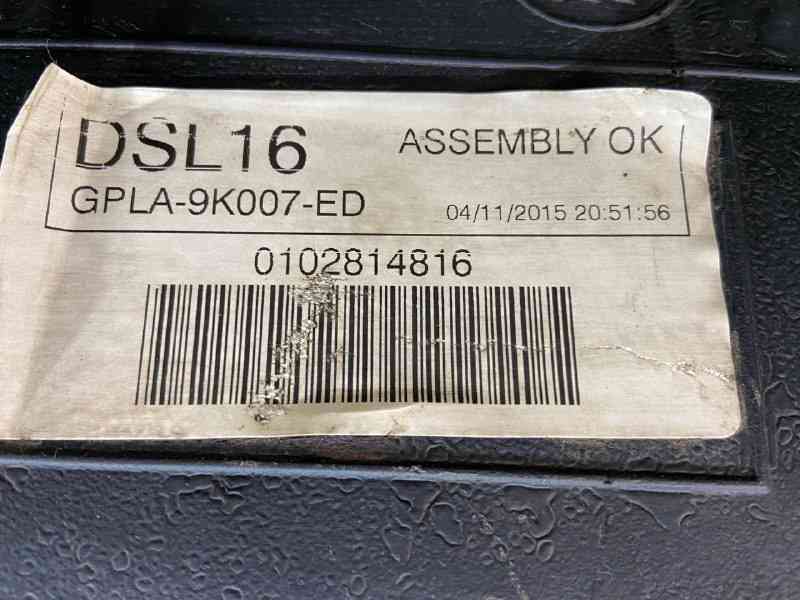 DSL16
ASSEMBLY OK
GPLA-9K007-ED
04/11/2015 20:51:56
0102814816